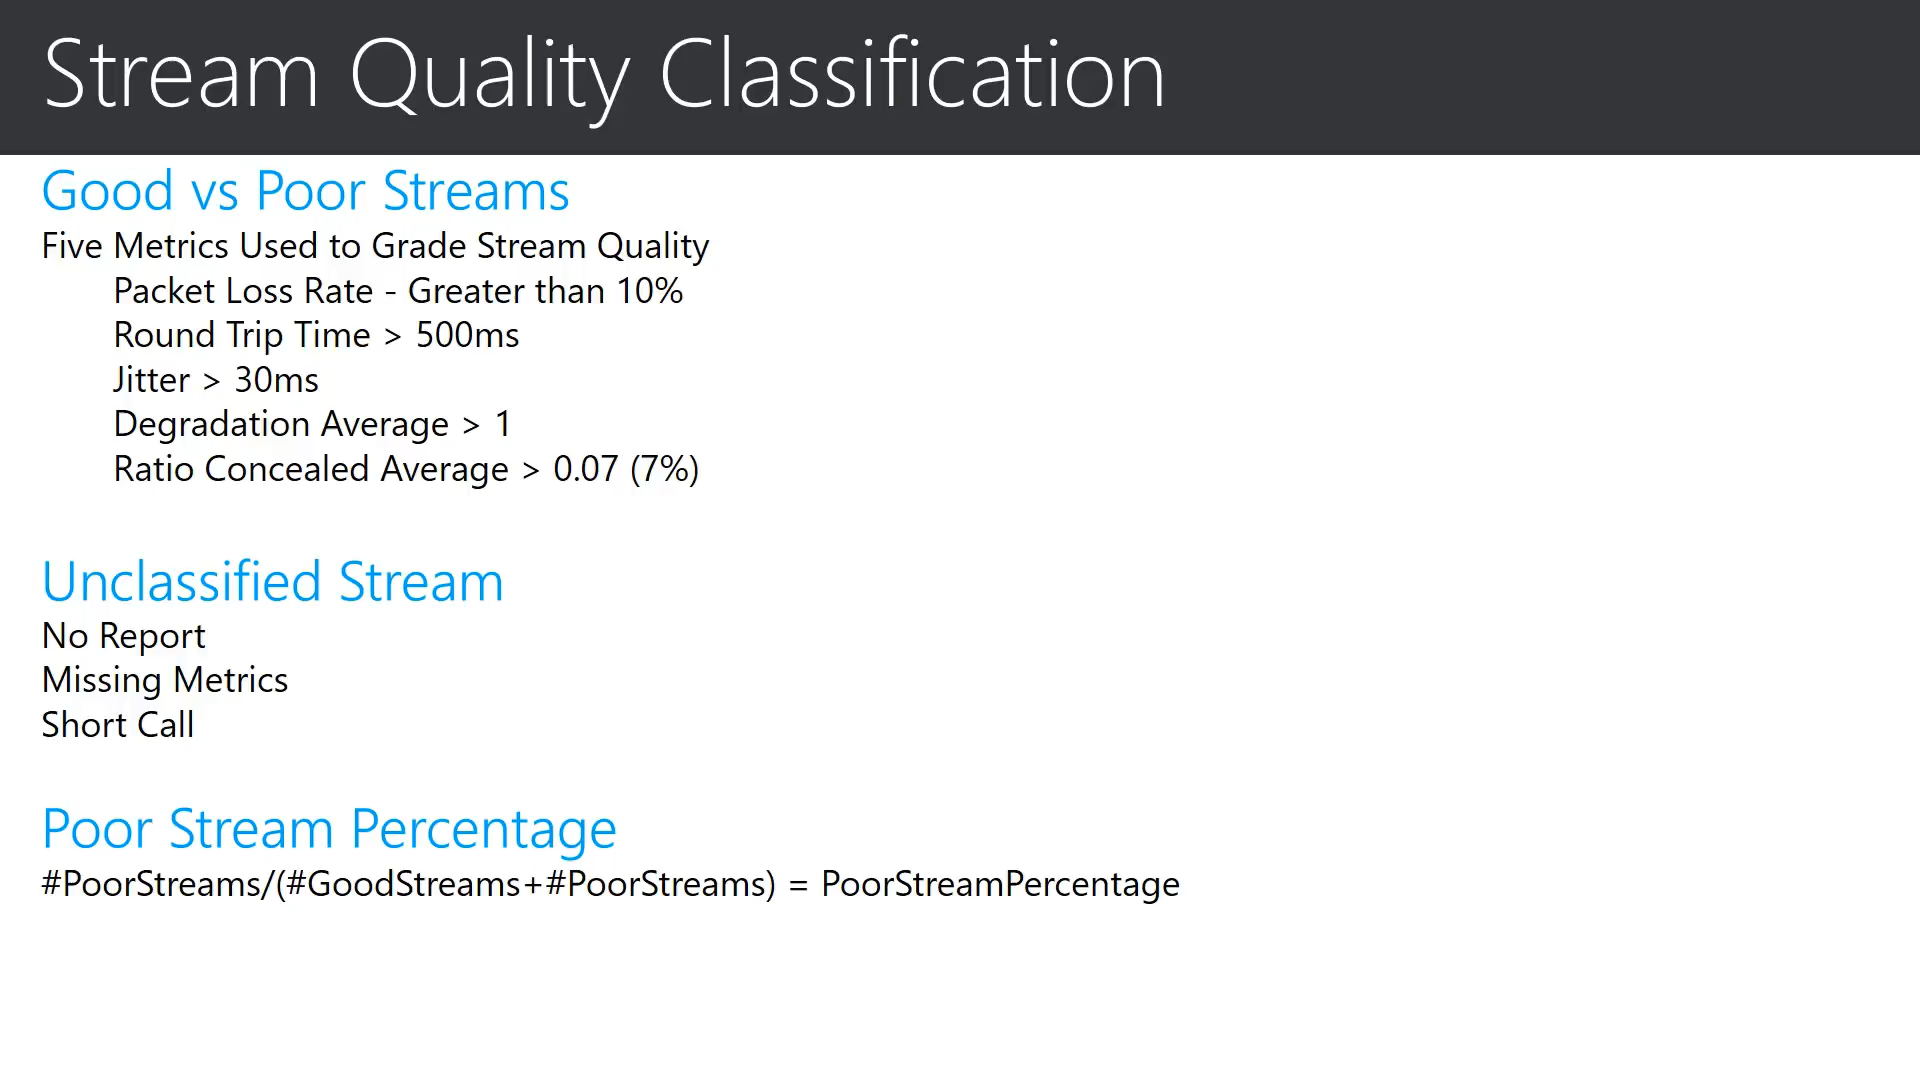 Stream Quality Classification
Good vs Poor Streams
Five Metrics Used to Grade Stream Quality
Packet Loss Rate - Greater than 10%
Round Trip Time > 500ms
Jitter > 30ms
Degradation Average > 1
Ratio Concealed Average > 0.07 (7%)
Unclassified Stream
No Report
Missing Metrics
Short Call
Poor Stream Percentage
#PoorStreams/(#GoodStreams+#PoorStreams) = PoorStreamPercentage